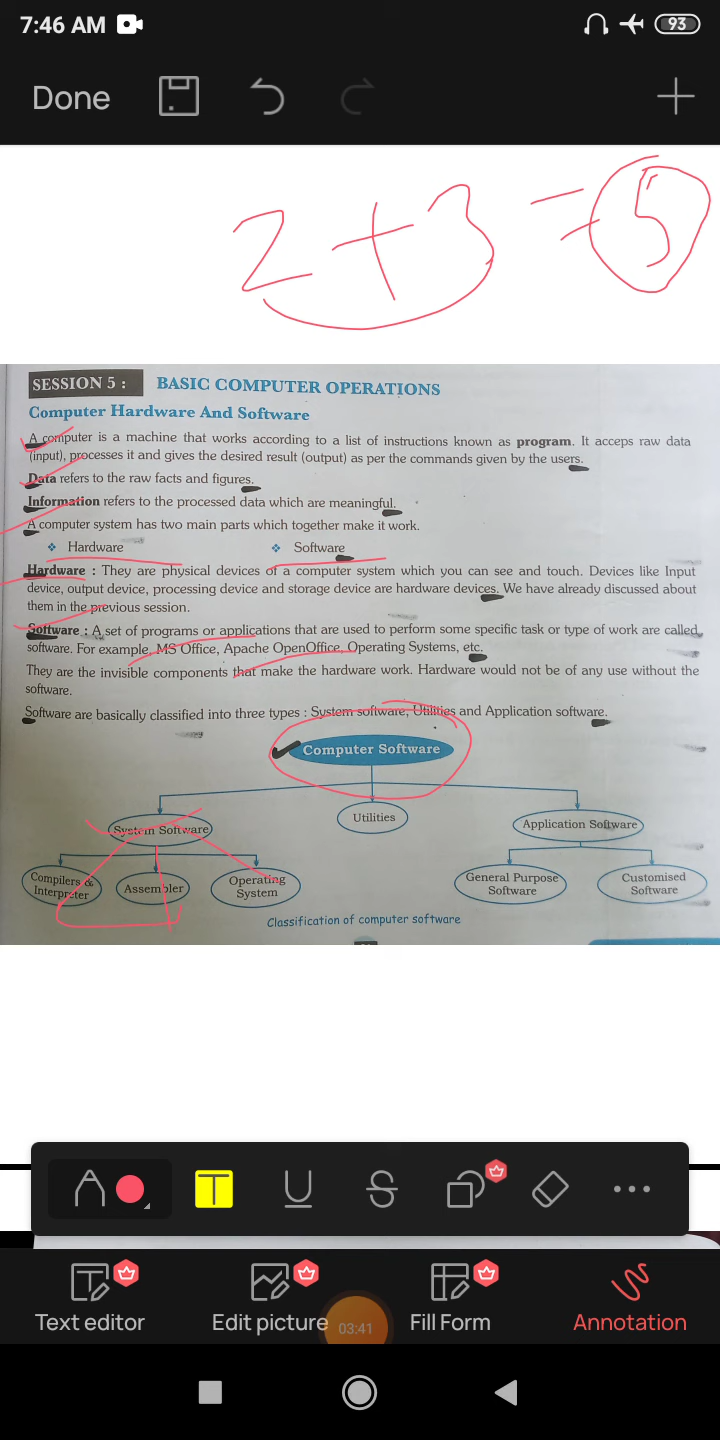 7:46 AM 93
Done
2 + 3 = 5
SESSION 5 : BASIC COMPUTER OPERATIONS
Computer Hardware And Software
A computer is a machine that works according to a list of instructions known as program. It acceps raw data
(input), processes it and gives the desired result (output) as per the commands given by the users.
Data refers to the raw facts and figures.
Information refers to the processed data which are meaningful.
A computer system has two main parts which together make it work.
❖ Hardware ❖ Software
Hardware : They are physical devices of a computer system which you can see and touch. Devices like Input
device, output device, processing device and storage device are hardware devices. We have already discussed about
them in the previous session.
Software : A set of programs or applications that are used to perform some specific task or type of work are called
software. For example, MS Office, Apache OpenOffice, Operating Systems, etc.
They are the invisible components that make the hardware work. Hardware would not be of any use without the
software.
Software are basically classified into three types : System software, Utilities and Application software.
Computer Software
System Software Utilities Application Software
Compilers & Interpreter Assembler Operating System General Purpose Software Customised Software
Classification of computer software
T U S
Text editor Edit picture Fill Form Annotation
03:41